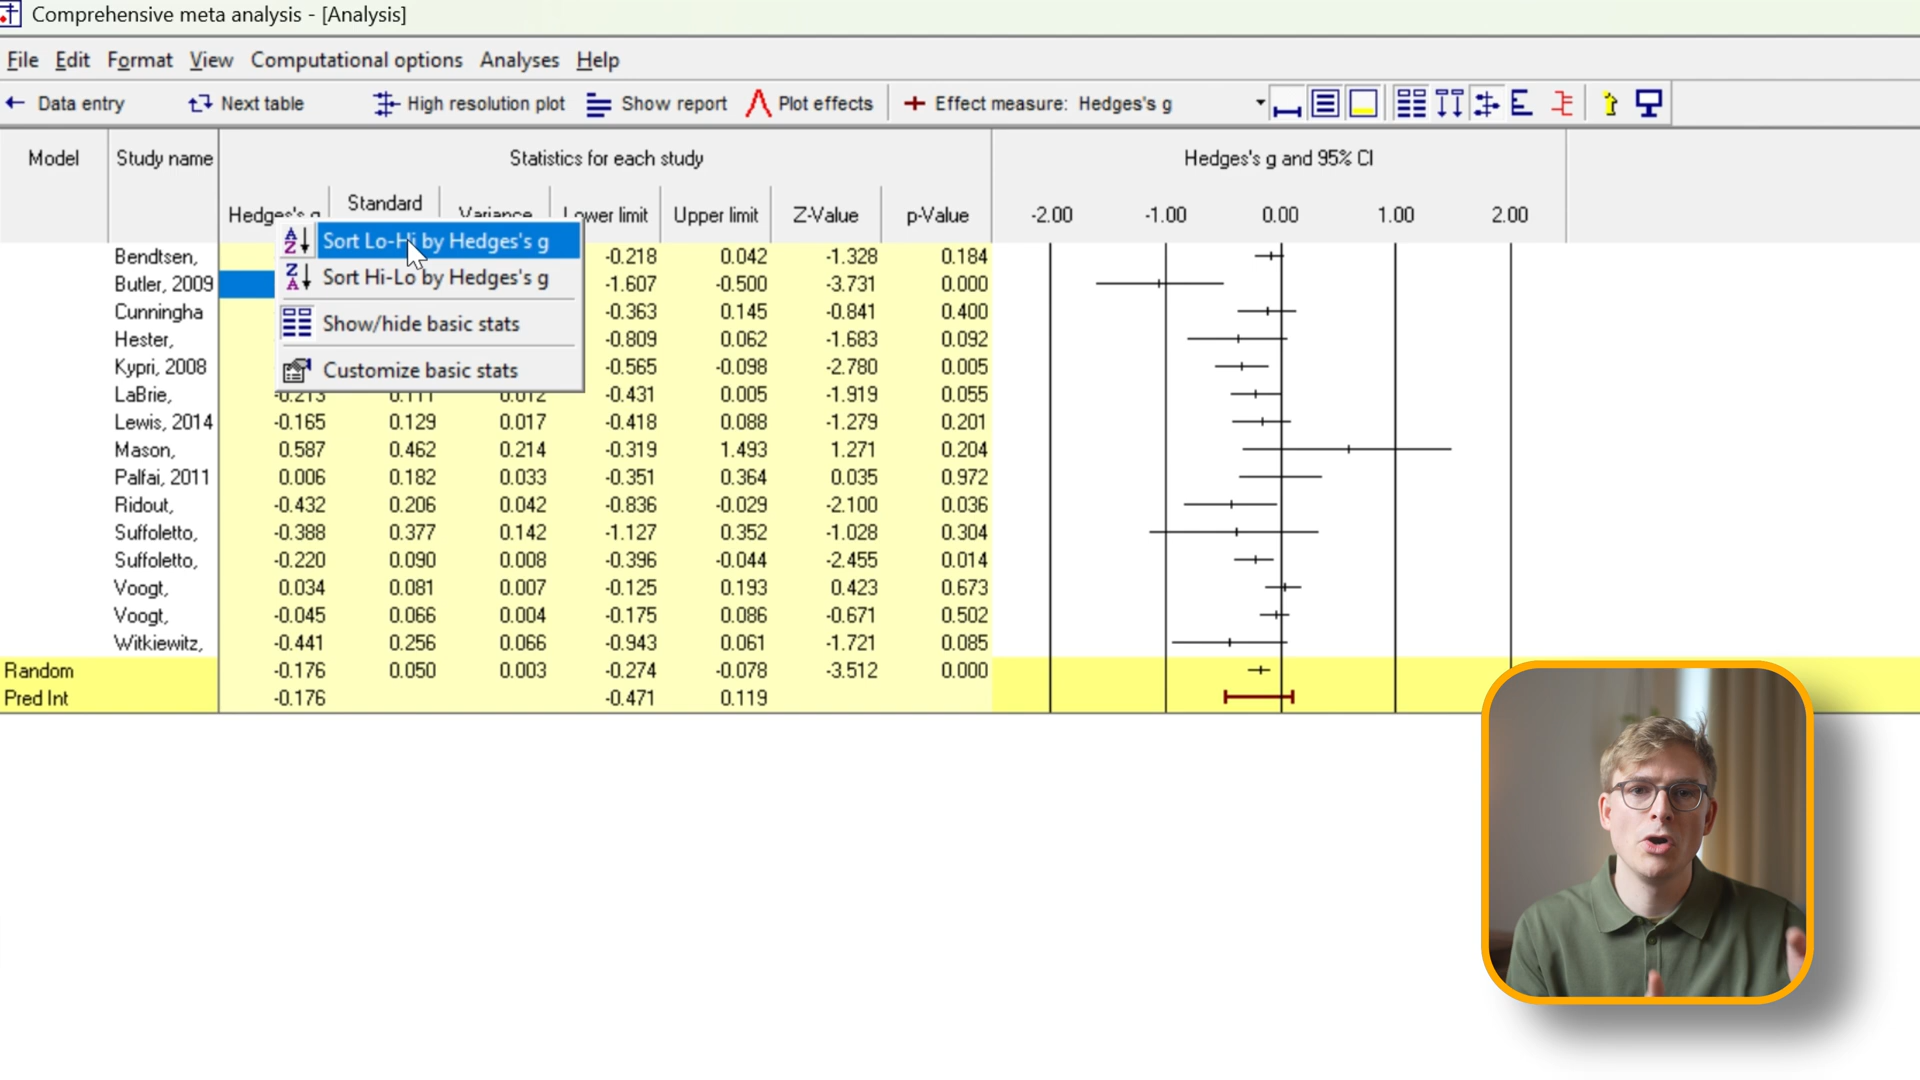 Comprehensive meta analysis - [Analysis]
File Edit Format View Computational options Analyses Help
Data entry Next table High resolution plot Show report Plot effects Effect measure: Hedges's g
Model Study name Statistics for each study Hedges's g and 95% CI
Hedges's g Standard Variance Lower limit Upper limit Z-Value p-Value -2.00 -1.00 0.00 1.00 2.00
Sort Lo-Hi by Hedges's g
Sort Hi-Lo by Hedges's g
Show/hide basic stats
Customize basic stats
Bendtsen, -0.218 0.042 -1.328 0.184
Butler, 2009 -1.607 -0.500 -3.731 0.000
Cunningha -0.363 0.145 -0.841 0.400
Hester, -0.809 0.062 -1.683 0.092
Kypri, 2008 -0.565 -0.098 -2.780 0.005
LaBrie, -0.213 0.111 0.012 -0.431 0.005 -1.919 0.055
Lewis, 2014 -0.165 0.129 0.017 -0.418 0.088 -1.279 0.201
Mason, 0.587 0.462 0.214 -0.319 1.493 1.271 0.204
Palfai, 2011 0.006 0.182 0.033 -0.351 0.364 0.035 0.972
Ridout, -0.432 0.206 0.042 -0.836 -0.029 -2.100 0.036
Suffoletto, -0.388 0.377 0.142 -1.127 0.352 -1.028 0.304
Suffoletto, -0.220 0.090 0.008 -0.396 -0.044 -2.455 0.014
Voogt, 0.034 0.081 0.007 -0.125 0.193 0.423 0.673
Voogt, -0.045 0.066 0.004 -0.175 0.086 -0.671 0.502
Witkiewitz, -0.441 0.256 0.066 -0.943 0.061 -1.721 0.085
Random -0.176 0.050 0.003 -0.274 -0.078 -3.512 0.000
Pred Int -0.176 -0.471 0.119